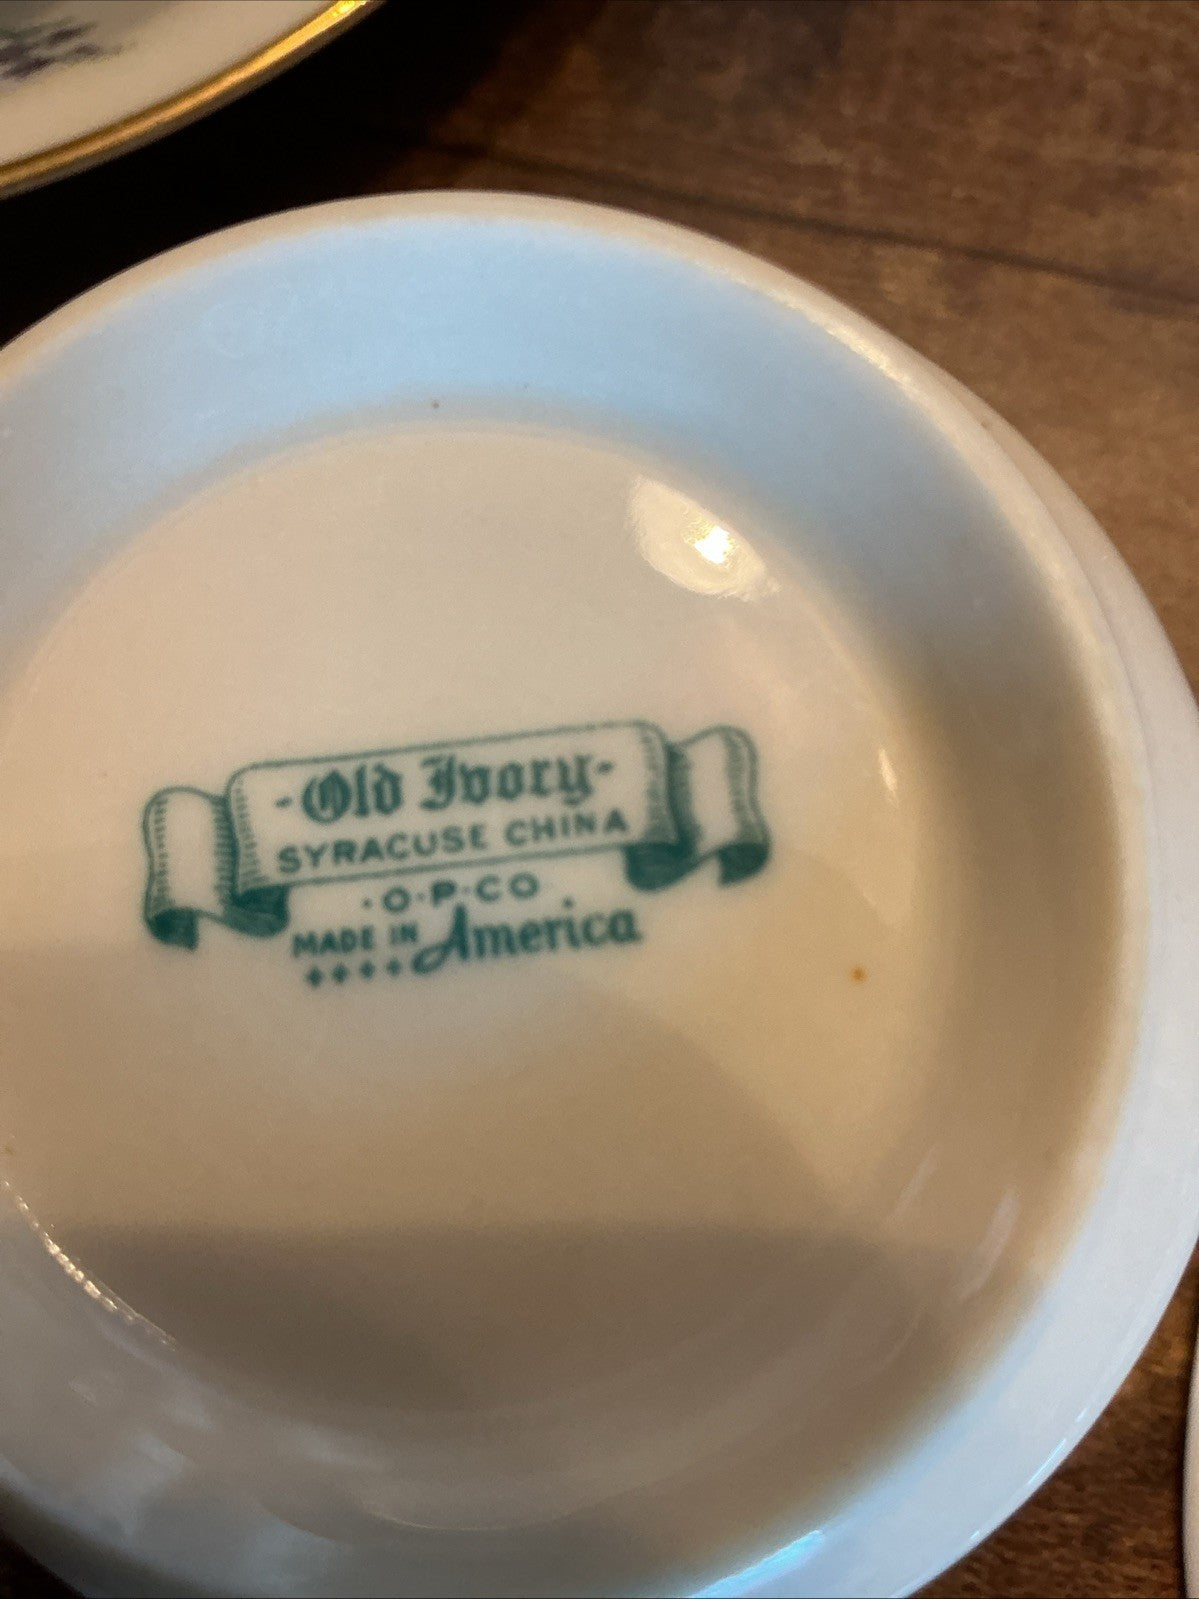 -Old Ivory-
SYRACUSE CHINA
·O·P·CO·
MADE IN America